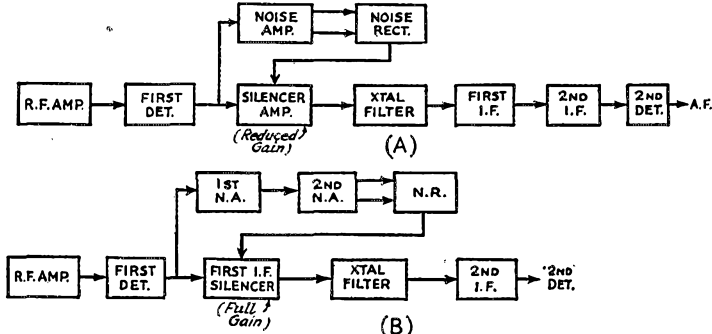 NOISE
AMP.
NOISE
RECT.
R.F. AMP.
FIRST
DET.
SILENCER
AMP.
XTAL
FILTER
FIRST
I.F.
2ND
I.F.
2ND
DET.
A.F.
(Reduced
Gain)
(A)
1ST
N.A.
2ND
N.A.
N.R.
R.F. AMP.
FIRST
DET.
FIRST I.F.
SILENCER
XTAL
FILTER
2ND
I.F.
'2ND'
DET.
(Full
Gain)
(B)